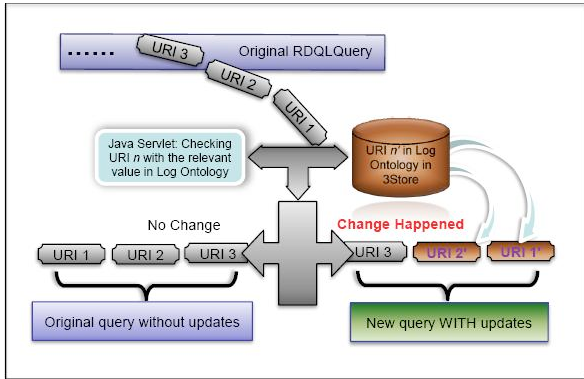 ......
URI 3
Original RDQLQuery
URI 2
URI 1
Java Servlet: Checking
URI n with the relevant
value in Log Ontology
URI n' in Log
Ontology in
3Store
No Change
Change Happened
URI 1
URI 2
URI 3
URI 3
URI 2'
URI 1'
Original query without updates
New query WITH updates